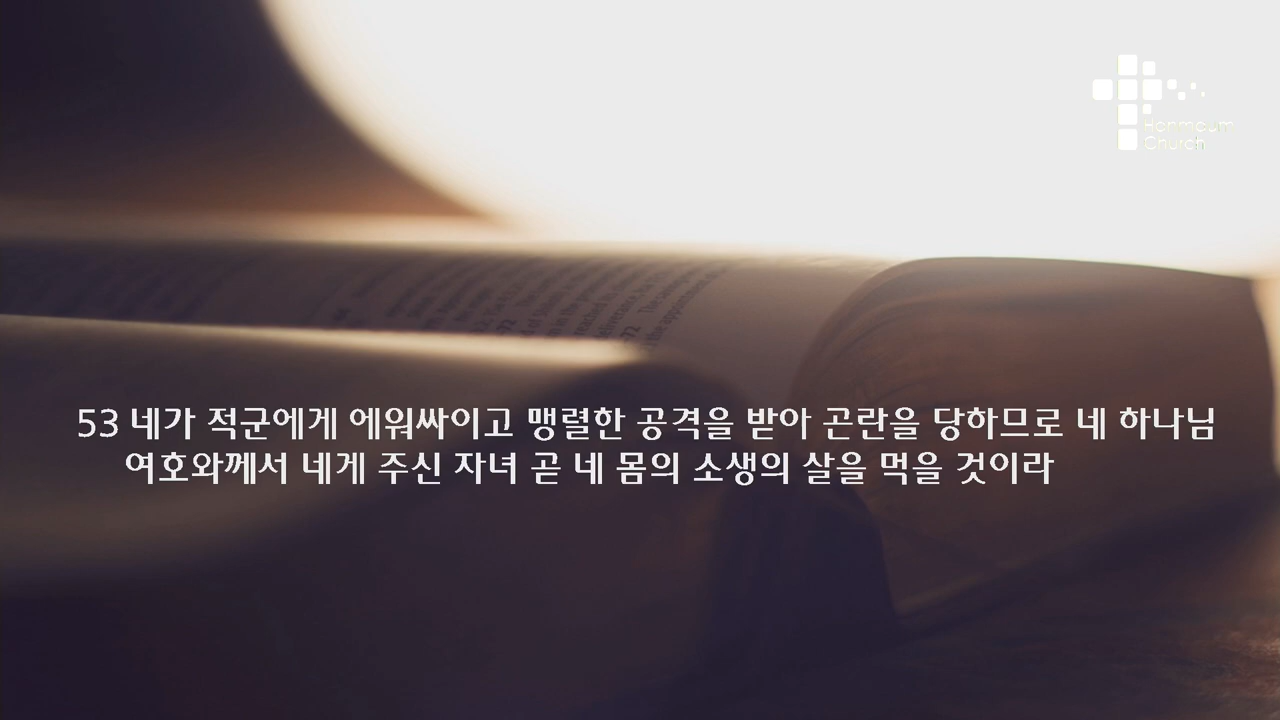 Hanmaum
Church
53 네가 적군에게 에워싸이고 맹렬한 공격을 받아 곤란을 당하므로 네 하나님
여호와께서 네게 주신 자녀 곧 네 몸의 소생의 살을 먹을 것이라